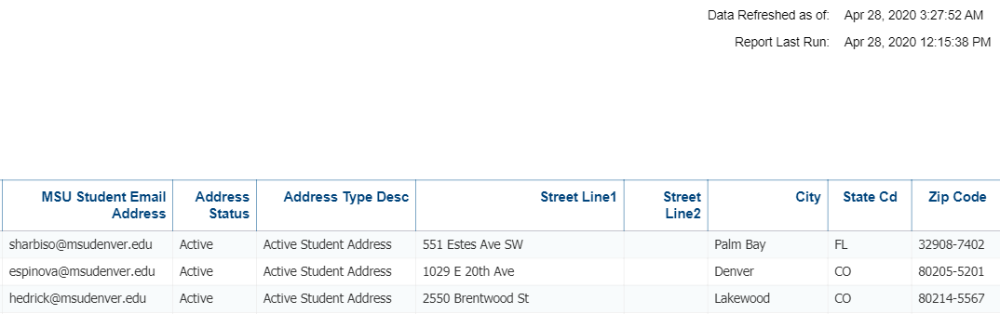 Data Refreshed as of: Apr 28, 2020 3:27:52 AM
Report Last Run: Apr 28, 2020 12:15:38 PM
MSU Student Email Address Address Status Address Type Desc Street Line1 Street Line2 City State Cd Zip Code
sharbiso@msudenver.edu Active Active Student Address 551 Estes Ave SW Palm Bay FL 32908-7402
espinova@msudenver.edu Active Active Student Address 1029 E 20th Ave Denver CO 80205-5201
hedrick@msudenver.edu Active Active Student Address 2550 Brentwood St Lakewood CO 80214-5567